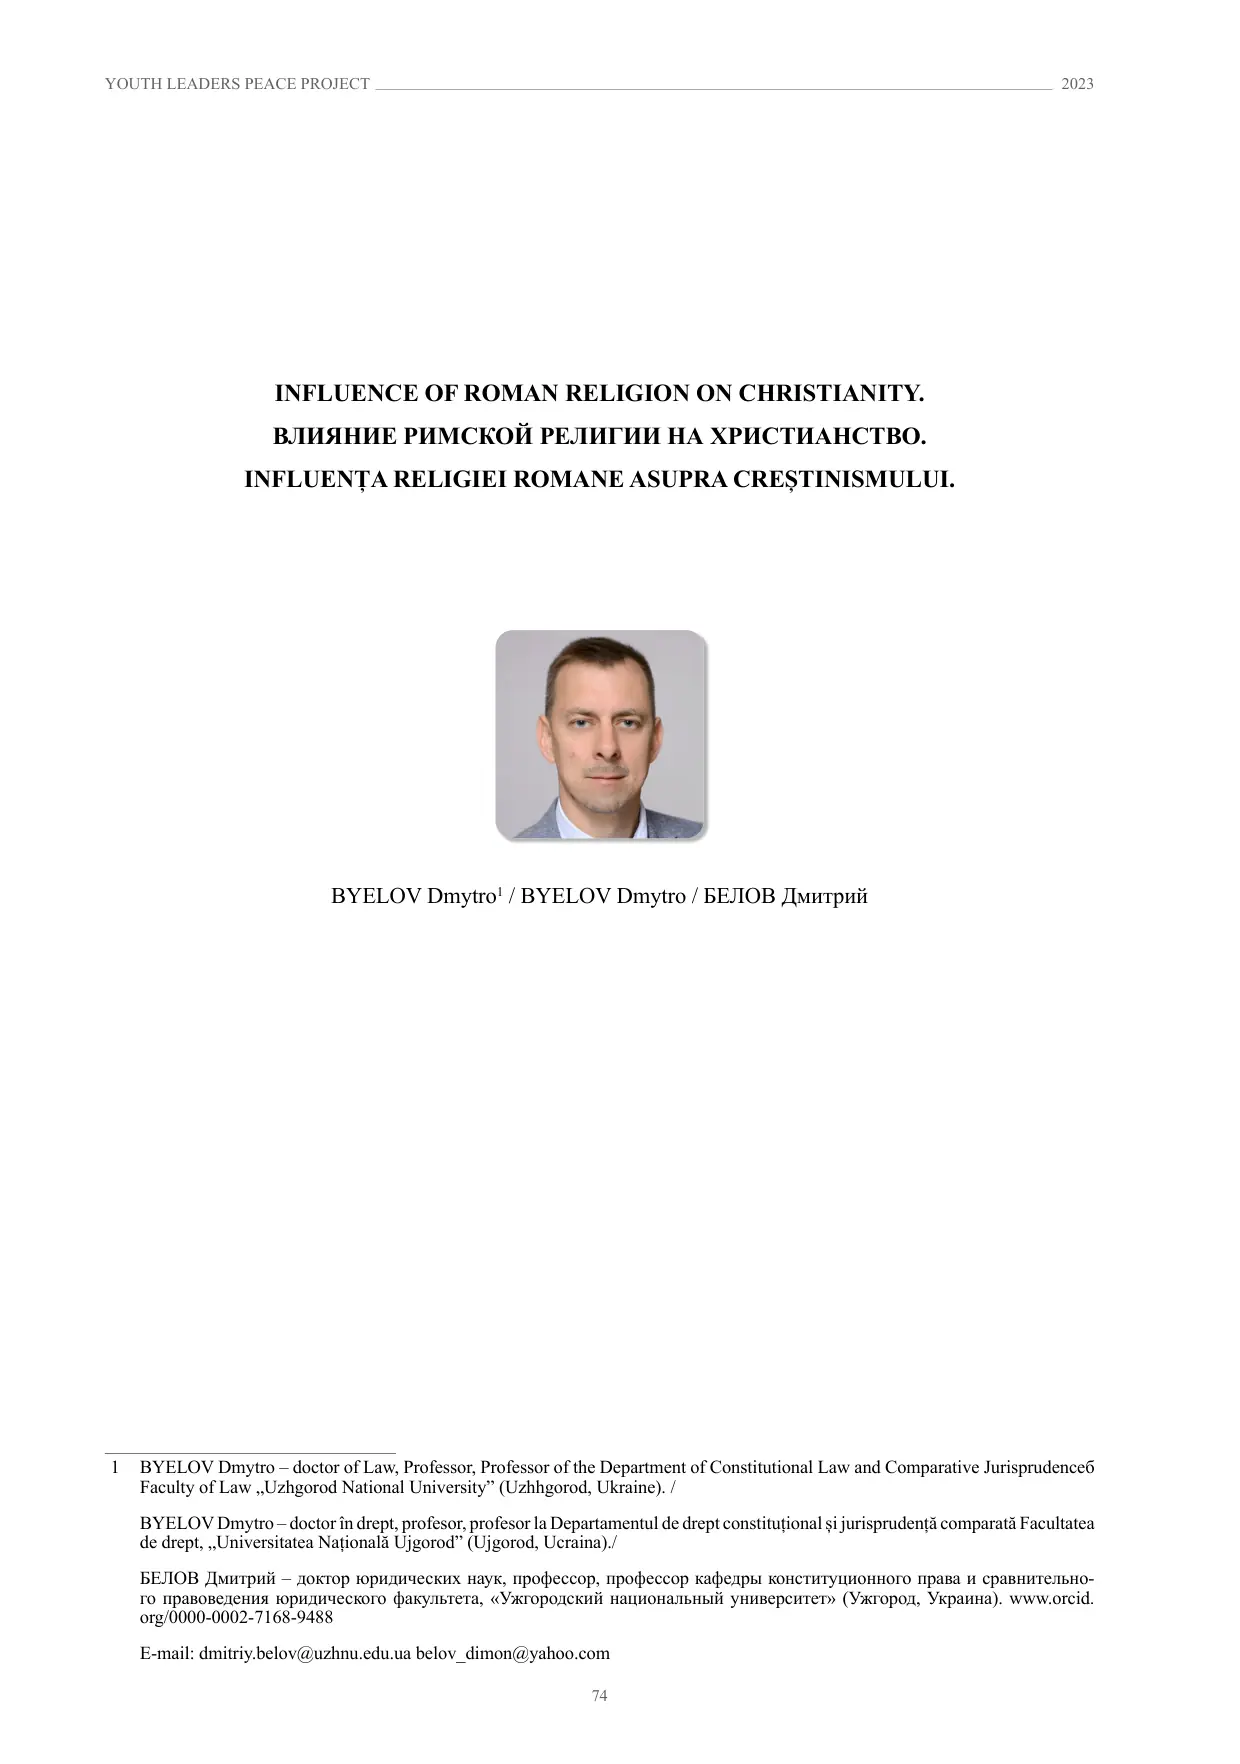 YOUTH LEADERS PEACE PROJECT 2023
INFLUENCE OF ROMAN RELIGION ON CHRISTIANITY.
ВЛИЯНИЕ РИМСКОЙ РЕЛИГИИ НА ХРИСТИАНСТВО.
INFLUENȚA RELIGIEI ROMANE ASUPRA CREȘTINISMULUI.
BYELOV Dmytro¹ / BYELOV Dmytro / БЕЛОВ Дмитрий
1 BYELOV Dmytro – doctor of Law, Professor, Professor of the Department of Constitutional Law and Comparative Jurisprudenceб
Faculty of Law „Uzhgorod National University” (Uzhhgorod, Ukraine). /
BYELOV Dmytro – doctor în drept, profesor, profesor la Departamentul de drept constituțional și jurisprudență comparată Facultatea
de drept, „Universitatea Națională Ujgorod” (Ujgorod, Ucraina)./
БЕЛОВ Дмитрий – доктор юридических наук, профессор, профессор кафедры конституционного права и сравнительно-
го правоведения юридического факультета, «Ужгородский национальный университет» (Ужгород, Украина). www.orcid.
org/0000-0002-7168-9488
E-mail: dmitriy.belov@uzhnu.edu.ua belov_dimon@yahoo.com
74